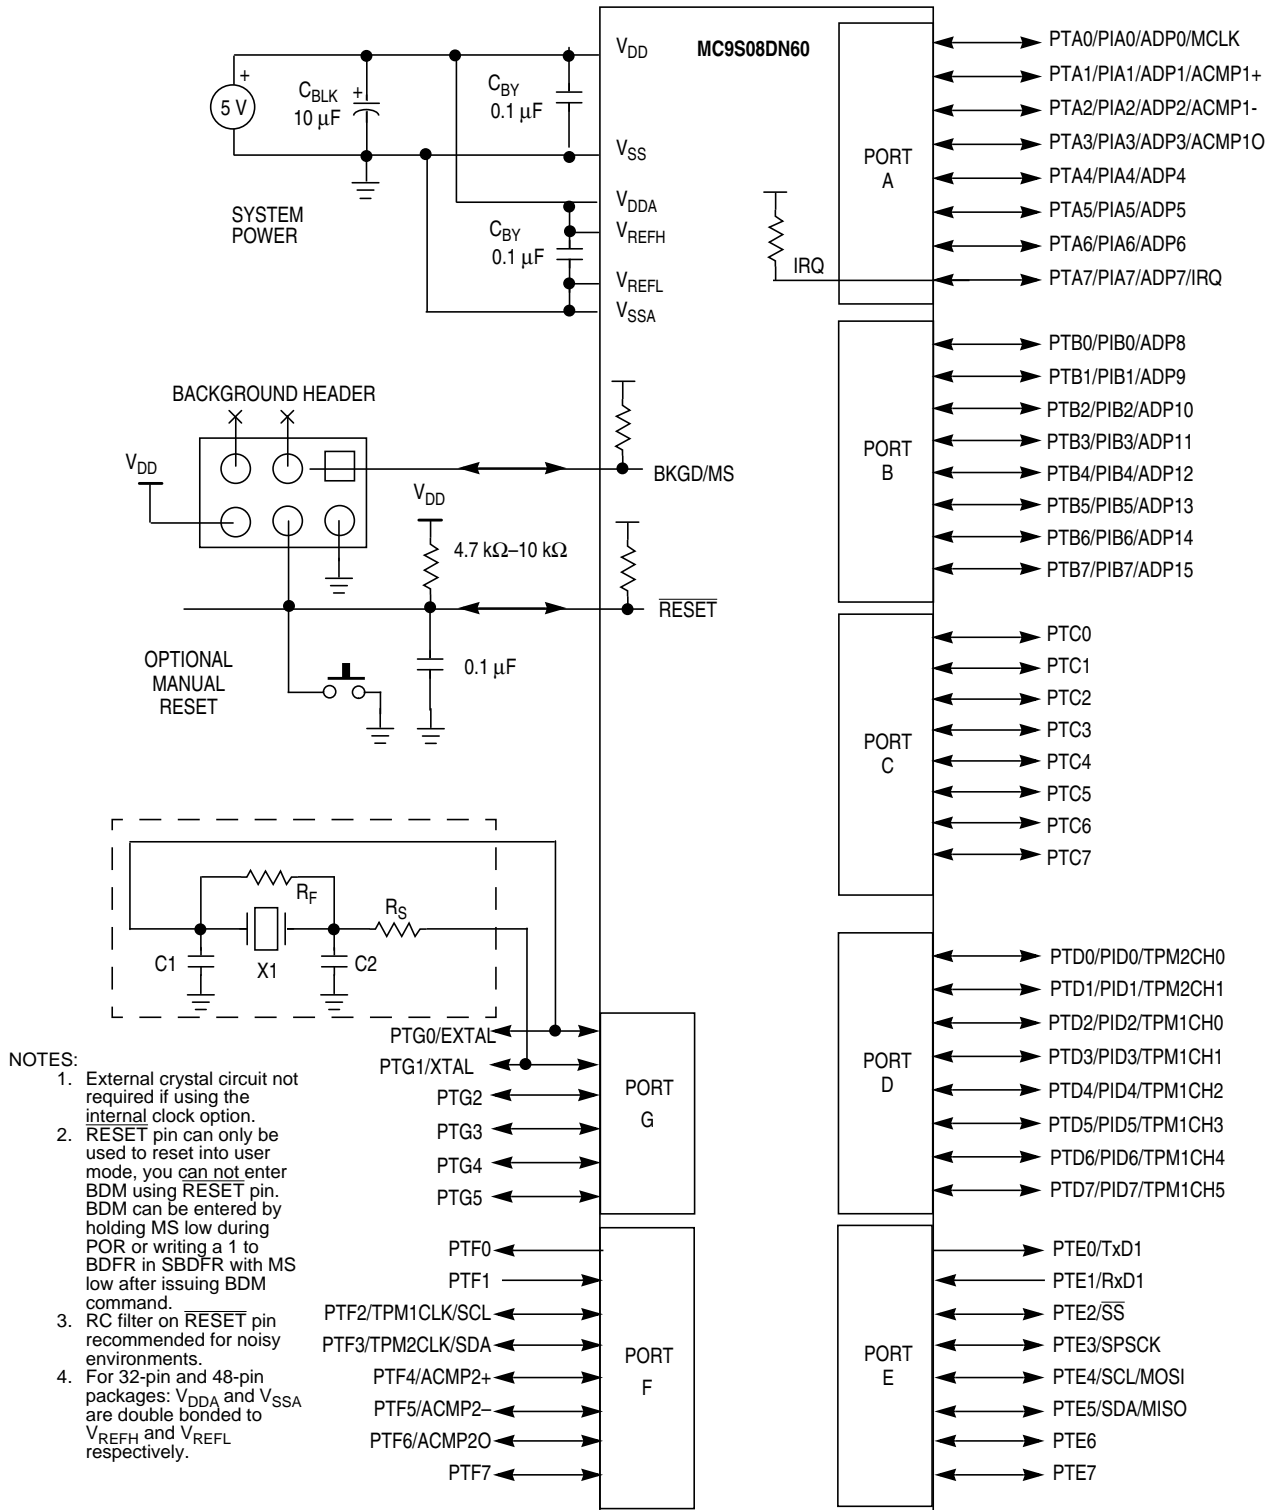 MC9S08DN60
VDD
CBLK
10 μF
+
+
5 V
CBY
0.1 μF
VSS
SYSTEM
POWER
VDDA
CBY
0.1 μF
VREFH
VREFL
VSSA
BACKGROUND HEADER
VDD
BKGD/MS
VDD
4.7 kΩ–10 kΩ
RESET
OPTIONAL
MANUAL
RESET
0.1 μF
RF
RS
C1
X1
C2
PORT
A
IRQ
PTA0/PIA0/ADP0/MCLK
PTA1/PIA1/ADP1/ACMP1+
PTA2/PIA2/ADP2/ACMP1-
PTA3/PIA3/ADP3/ACMP1O
PTA4/PIA4/ADP4
PTA5/PIA5/ADP5
PTA6/PIA6/ADP6
PTA7/PIA7/ADP7/IRQ
PORT
B
PTB0/PIB0/ADP8
PTB1/PIB1/ADP9
PTB2/PIB2/ADP10
PTB3/PIB3/ADP11
PTB4/PIB4/ADP12
PTB5/PIB5/ADP13
PTB6/PIB6/ADP14
PTB7/PIB7/ADP15
PORT
C
PTC0
PTC1
PTC2
PTC3
PTC4
PTC5
PTC6
PTC7
PORT
D
PTD0/PID0/TPM2CH0
PTD1/PID1/TPM2CH1
PTD2/PID2/TPM1CH0
PTD3/PID3/TPM1CH1
PTD4/PID4/TPM1CH2
PTD5/PID5/TPM1CH3
PTD6/PID6/TPM1CH4
PTD7/PID7/TPM1CH5
PORT
E
PTE0/TxD1
PTE1/RxD1
PTE2/SS
PTE3/SPSCK
PTE4/SCL/MOSI
PTE5/SDA/MISO
PTE6
PTE7
PTG0/EXTAL
PTG1/XTAL
PTG2
PTG3
PTG4
PTG5
PORT
G
PTF0
PTF1
PTF2/TPM1CLK/SCL
PTF3/TPM2CLK/SDA
PTF4/ACMP2+
PTF5/ACMP2–
PTF6/ACMP2O
PTF7
PORT
F
NOTES:
1. External crystal circuit not
required if using the
internal clock option.
2. RESET pin can only be
used to reset into user
mode, you can not enter
BDM using RESET pin.
BDM can be entered by
holding MS low during
POR or writing a 1 to
BDFR in SBDFR with MS
low after issuing BDM
command.
3. RC filter on RESET pin
recommended for noisy
environments.
4. For 32-pin and 48-pin
packages: VDDA and VSSA
are double bonded to
VREFH and VREFL
respectively.